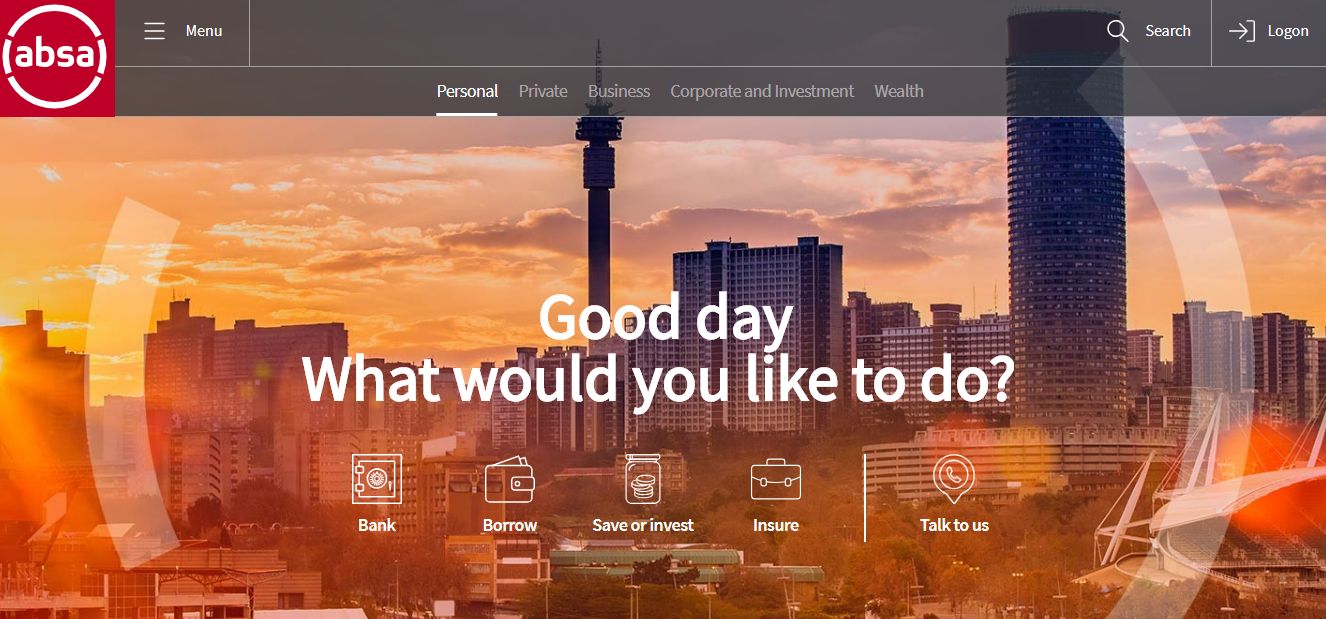 absa
Menu
Search
Logon
Personal Private Business Corporate and Investment Wealth
Good day
What would you like to do?
Bank Borrow Save or invest Insure Talk to us